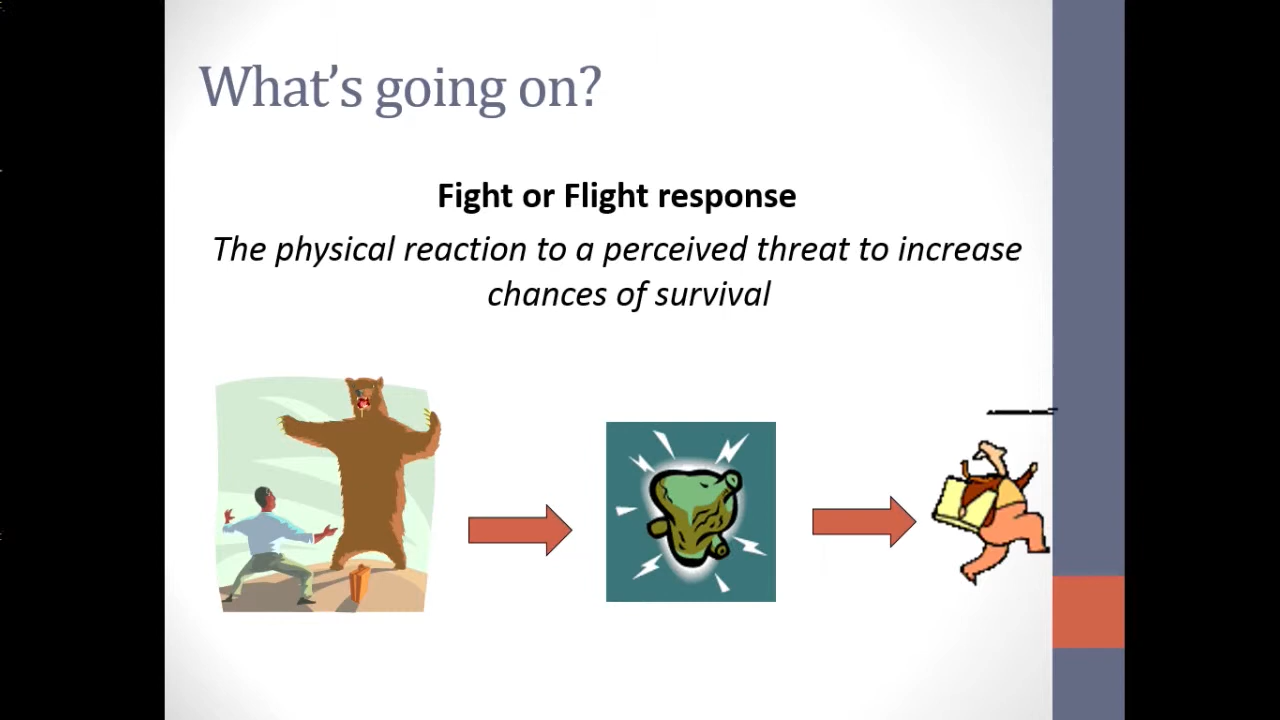 What’s going on?
Fight or Flight response
The physical reaction to a perceived threat to increase
chances of survival